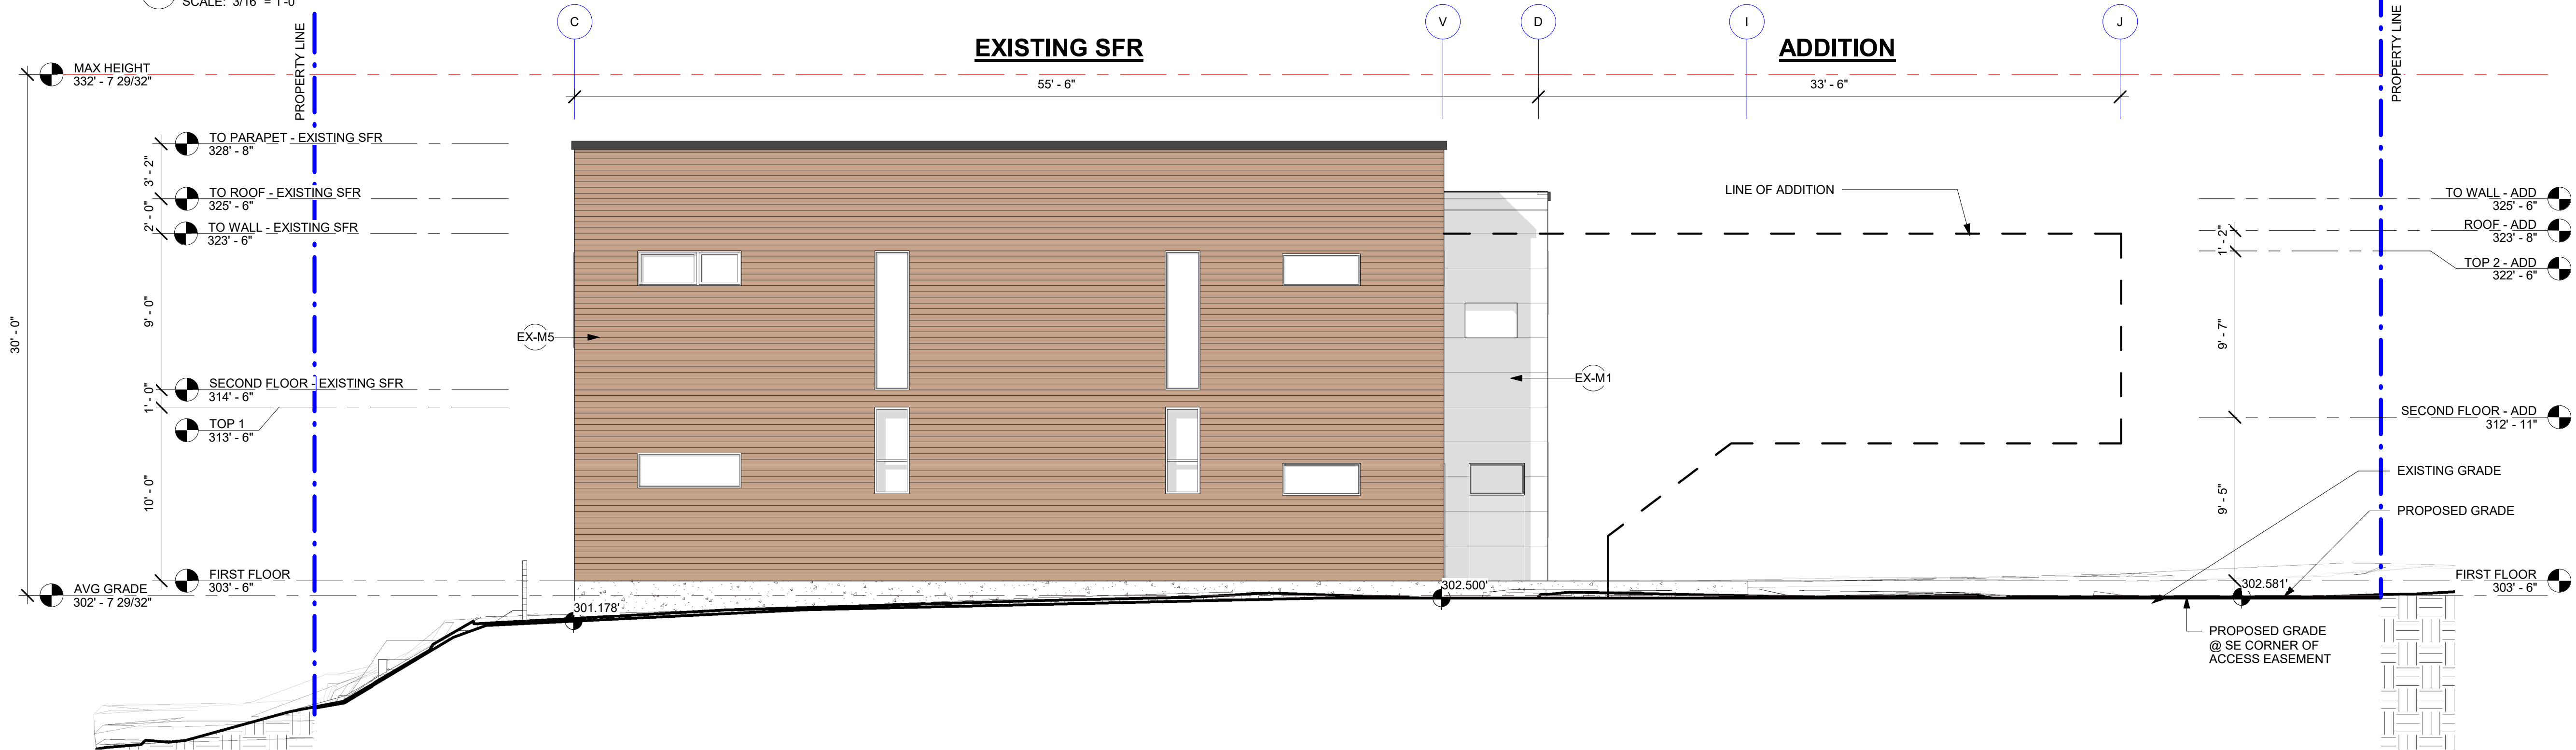 SCALE: 3/16" = 1'-0"
C
V
D
I
J
PROPERTY LINE
PROPERTY LINE
EXISTING SFR
ADDITION
MAX HEIGHT
332' - 7 29/32"
55' - 6"
33' - 6"
TO PARAPET - EXISTING SFR
328' - 8"
3' - 2"
TO ROOF - EXISTING SFR
325' - 6"
2' - 0"
TO WALL - EXISTING SFR
323' - 6"
9' - 0"
30' - 0"
SECOND FLOOR - EXISTING SFR
314' - 6"
1' - 0"
TOP 1
313' - 6"
10' - 0"
FIRST FLOOR
303' - 6"
AVG GRADE
302' - 7 29/32"
EX-M5
EX-M1
LINE OF ADDITION
301.178'
302.500'
302.581'
TO WALL - ADD
325' - 6"
ROOF - ADD
323' - 8"
1' - 2"
TOP 2 - ADD
322' - 6"
9' - 7"
SECOND FLOOR - ADD
312' - 11"
EXISTING GRADE
9' - 5"
PROPOSED GRADE
FIRST FLOOR
303' - 6"
PROPOSED GRADE
@ SE CORNER OF
ACCESS EASEMENT